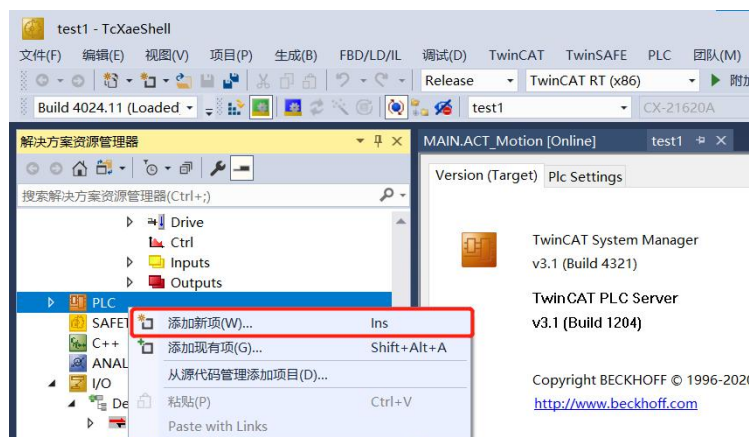 test1 - TcXaeShell
文件(F) 编辑(E) 视图(V) 项目(P) 生成(B) FBD/LD/IL 调试(D) TwinCAT TwinSAFE PLC 团队(M)
Release TwinCAT RT (x86) 附加
Build 4024.11 (Loaded test1 CX-21620A
解决方案资源管理器
MAIN.ACT_Motion [Online] test1
搜索解决方案资源管理器(Ctrl+;)
Version (Target) Plc Settings
Drive
Ctrl
Inputs
Outputs
PLC
SAFET
C++
ANAL
I/O
De
添加新项(W)... Ins
添加现有项(G)... Shift+Alt+A
从源代码管理添加项目(D)...
粘贴(P) Ctrl+V
Paste with Links
TwinCAT System Manager
v3.1 (Build 4321)
TwinCAT PLC Server
v3.1 (Build 1204)
Copyright BECKHOFF © 1996-2020
http://www.beckhoff.com